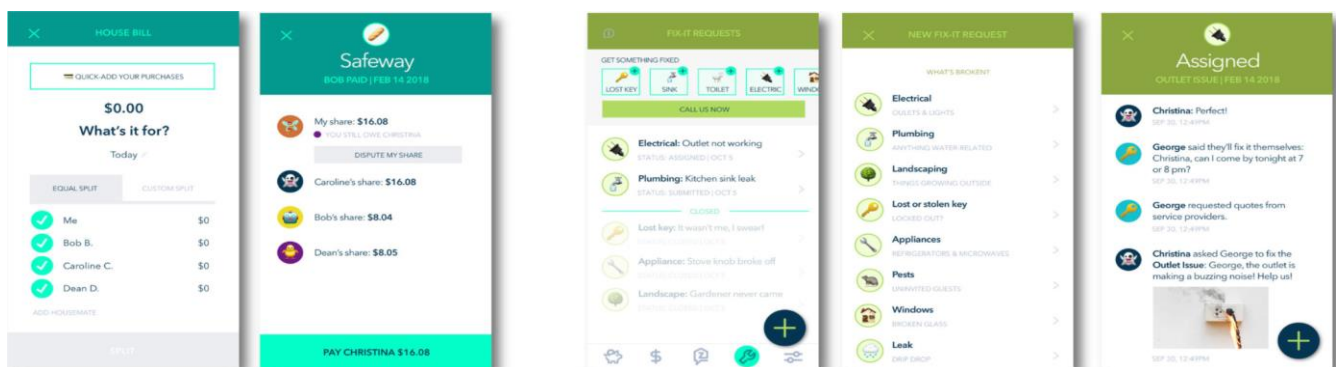 HOUSE BILL
QUICK-ADD YOUR PURCHASES
$0.00
What's it for?
Today
EQUAL SPLIT
CUSTOM SPLIT
Me $0
Bob B. $0
Caroline C. $0
Dean D. $0
ADD HOUSEMATE
SPLIT
Safeway
BOB PAID | FEB 14 2018
My share: $16.08
YOU STILL OWE CHRISTINA
DISPUTE MY SHARE
Caroline's share: $16.08
Bob's share: $8.04
Dean's share: $8.05
PAY CHRISTINA $16.08
FIX-IT REQUESTS
GET SOMETHING FIXED
LOST KEY
SINK
TOILET
ELECTRIC
WINDO
CALL US NOW
Electrical: Outlet not working
STATUS: ASSIGNED | OCT 5
Plumbing: Kitchen sink leak
STATUS: SUBMITTED | OCT 5
CLOSED
Lost key: It wasn't me, I swear!
Appliance: Stove knob broke off
Landscape: Gardener never came
NEW FIX-IT REQUEST
WHAT'S BROKEN?
Electrical
OULETS & LIGHTS
Plumbing
ANYTHING WATER-RELATED
Landscaping
THINGS GROWING OUTSIDE
Lost or stolen key
LOCKED OUT?
Appliances
REFRIGERATORS & MICROWAVES
Pests
UNINVITED GUESTS
Windows
BROKEN GLASS
Leak
DRIP DROP
Assigned
OUTLET ISSUE | FEB 14 2018
Christina: Perfect!
SEP 30, 12:49PM
George said they'll fix it themselves:
Christina, can I come by tonight at 7
or 8 pm?
SEP 30, 12:49PM
George requested quotes from
service providers.
SEP 30, 12:49PM
Christina asked George to fix the
Outlet Issue: George, the outlet is
making a buzzing noise! Help us!
SEP 30, 12:49PM